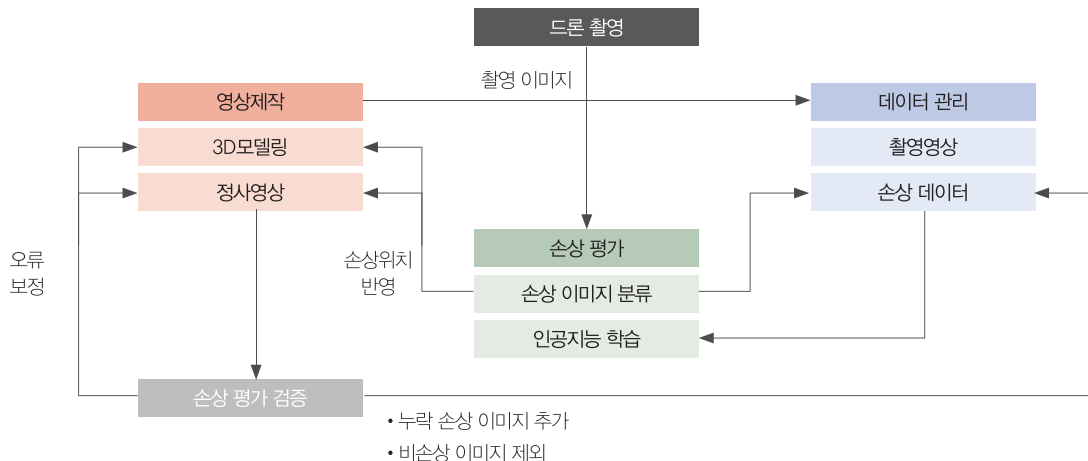 드론 촬영
촬영 이미지
영상제작
데이터 관리
3D모델링
촬영영상
정사영상
손상 데이터
오류
보정
손상위치
반영
손상 평가
손상 이미지 분류
인공지능 학습
손상 평가 검증
• 누락 손상 이미지 추가
• 비손상 이미지 제외